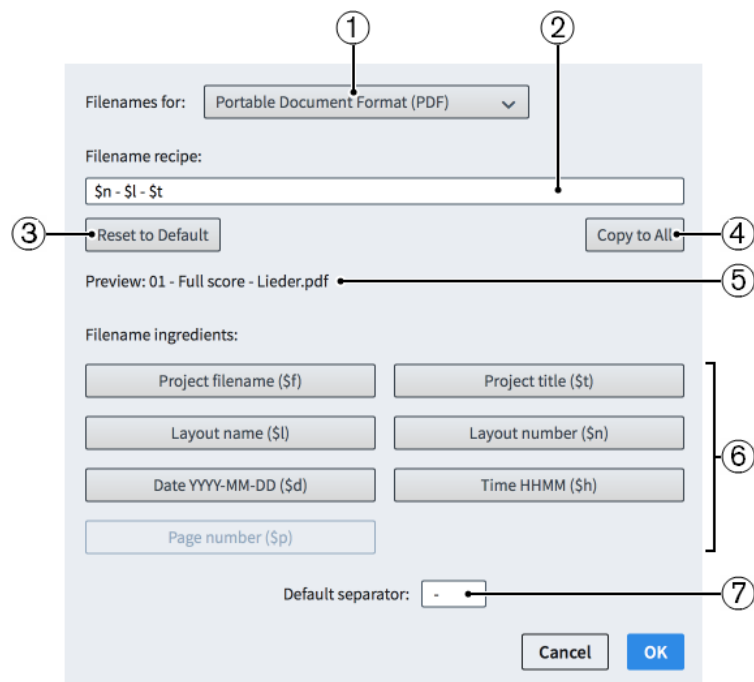 ① ②
Filenames for: Portable Document Format (PDF)
Filename recipe:
$n - $l - $t
③ Reset to Default Copy to All ④
Preview: 01 - Full score - Lieder.pdf ⑤
Filename ingredients:
Project filename ($f) Project title ($t)
Layout name ($l) Layout number ($n)
⑥
Date YYYY-MM-DD ($d) Time HHMM ($h)
Page number ($p)
Default separator: - ⑦
Cancel OK